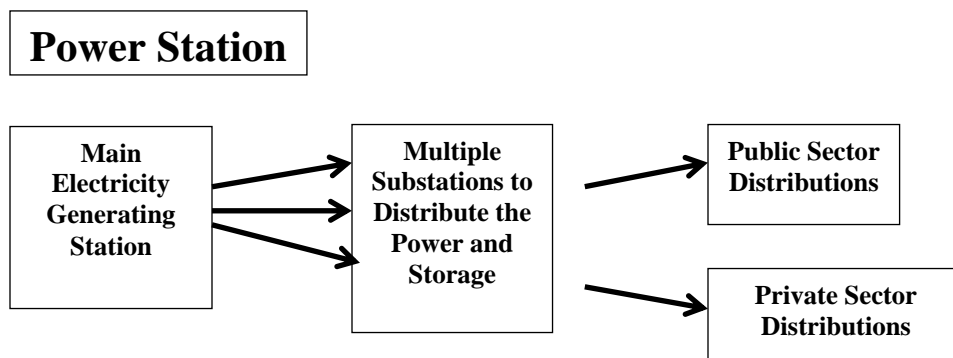 Power Station
Main
Electricity
Generating
Station
Multiple
Substations to
Distribute the
Power and
Storage
Public Sector
Distributions
Private Sector
Distributions